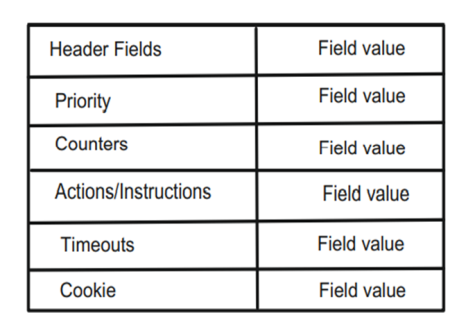 Header Fields Field value
Priority Field value
Counters Field value
Actions/Instructions Field value
Timeouts Field value
Cookie Field value